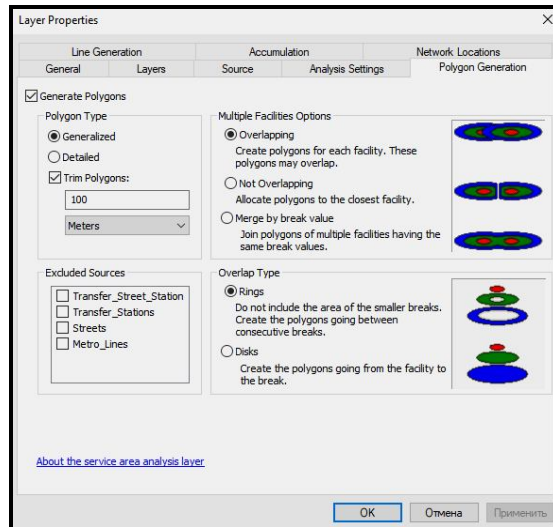 Layer Properties
Line Generation
Accumulation
Network Locations
General
Layers
Source
Analysis Settings
Polygon Generation
Generate Polygons
Polygon Type
Generalized
Detailed
Trim Polygons:
100
Meters
Multiple Facilities Options
Overlapping
Create polygons for each facility. These
polygons may overlap.
Not Overlapping
Allocate polygons to the closest facility.
Merge by break value
Join polygons of multiple facilities having the
same break values.
Excluded Sources
Transfer_Street_Station
Transfer_Stations
Streets
Metro_Lines
Overlap Type
Rings
Do not include the area of the smaller breaks.
Create the polygons going between
consecutive breaks.
Disks
Create the polygons going from the facility to
the break.
About the service area analysis layer
OK
Отмена
Применить